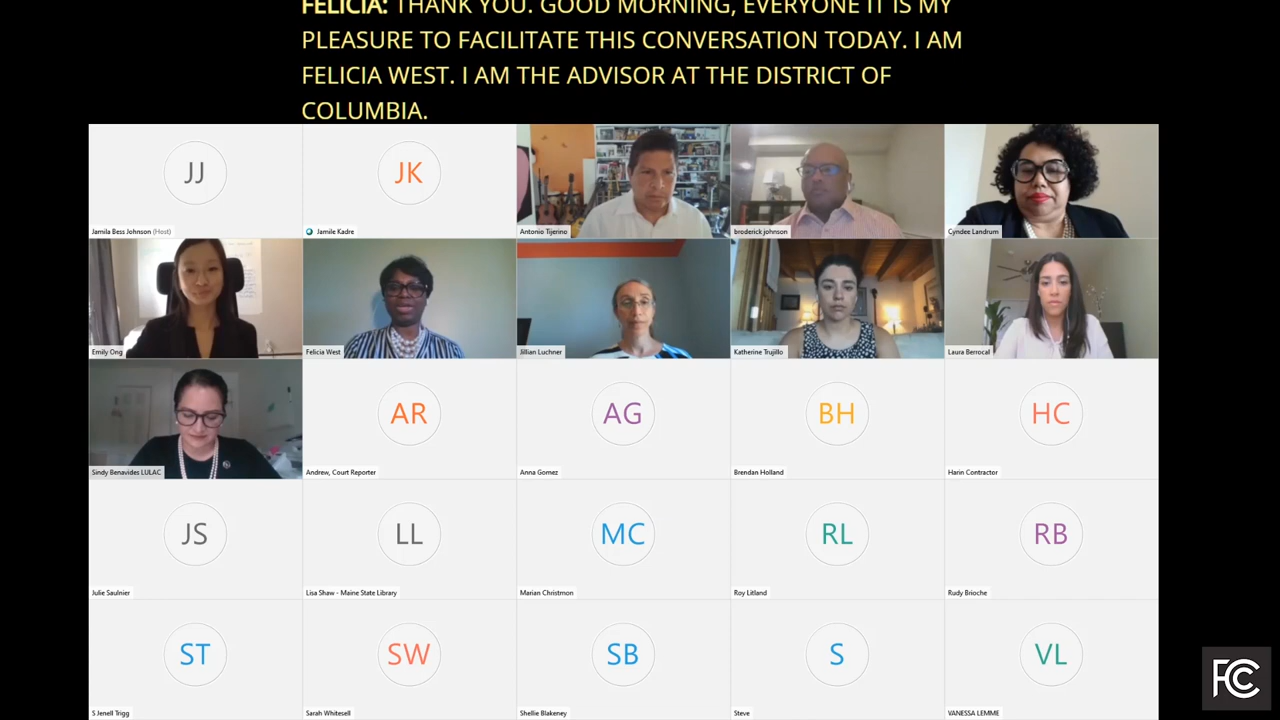 FELICIA: THANK YOU. GOOD MORNING, EVERYONE IT IS MY
PLEASURE TO FACILITATE THIS CONVERSATION TODAY. I AM
FELICIA WEST. I AM THE ADVISOR AT THE DISTRICT OF
COLUMBIA.
JJ
JK
Jamila Bess Johnson (Host)
Jamile Kadre
Antonio Tijerino
broderick johnson
Cyndee Landrum
Emily Ong
Felicia West
Jillian Luchner
Katherine Trujillo
Laura Berrocal
AR
AG
BH
HC
Sindy Benavides LULAC
Andrew, Court Reporter
Anna Gomez
Brendan Holland
Harin Contractor
JS
LL
MC
RL
RB
Julie Saulnier
Lisa Shaw - Maine State Library
Marian Christmon
Roy Litland
Rudy Brioche
ST
SW
SB
S
VL
S Jenell Trigg
Sarah Whitesell
Shellie Blakeney
Steve
VANESSA LEMME
FCC